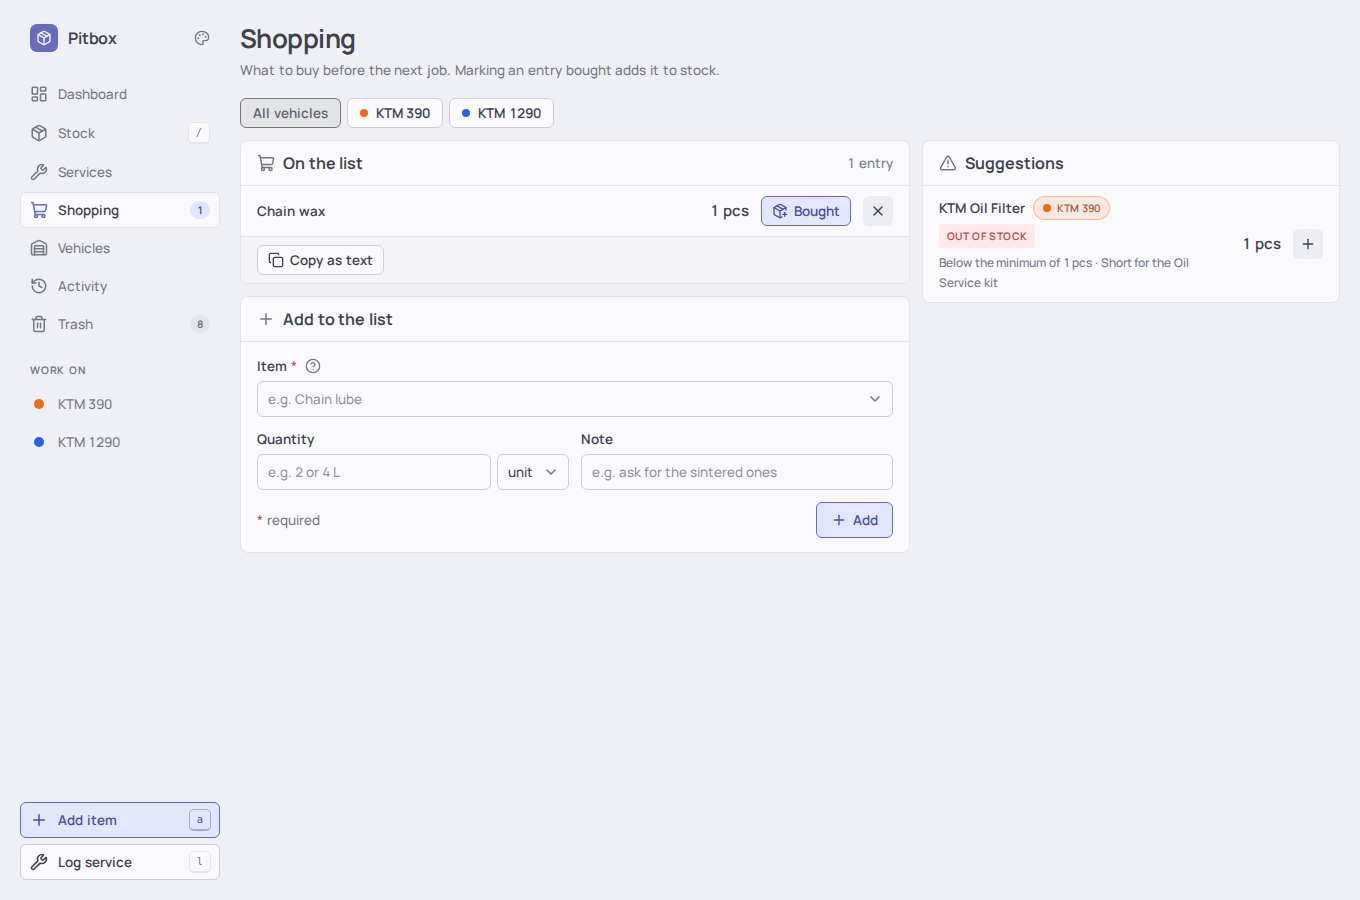 Pitbox
Dashboard
Stock /
Services
Shopping 1
Vehicles
Activity
Trash 8
WORK ON
KTM 390
KTM 1290
Add item a
Log service l
Shopping
What to buy before the next job. Marking an entry bought adds it to stock.
All vehicles KTM 390 KTM 1290
On the list 1 entry
Chain wax 1 pcs Bought
Copy as text
Add to the list
Item *
e.g. Chain lube
Quantity Note
e.g. 2 or 4 L unit e.g. ask for the sintered ones
* required Add
Suggestions
KTM Oil Filter KTM 390
OUT OF STOCK
1 pcs
Below the minimum of 1 pcs · Short for the Oil
Service kit